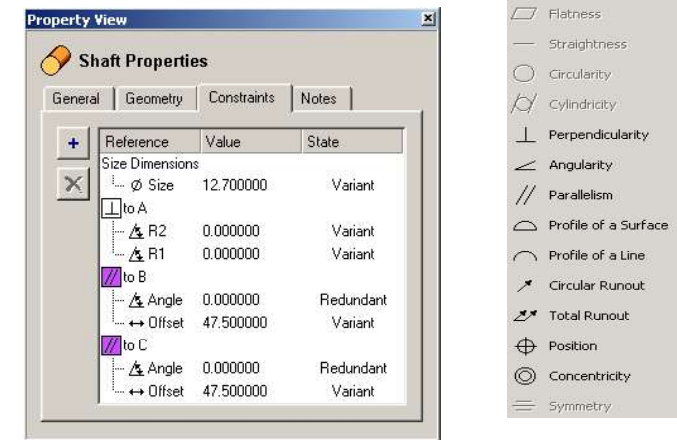 Property View
Shaft Properties
General Geometry Constraints Notes
Reference Value State
Size Dimensions
Ø Size 12.700000 Variant
⊥ to A
R2 0.000000 Variant
R1 0.000000 Variant
// to B
Angle 0.000000 Redundant
↔ Offset 47.500000 Variant
// to C
Angle 0.000000 Redundant
↔ Offset 47.500000 Variant
Flatness
Straightness
Circularity
Cylindricity
Perpendicularity
Angularity
Parallelism
Profile of a Surface
Profile of a Line
Circular Runout
Total Runout
Position
Concentricity
Symmetry